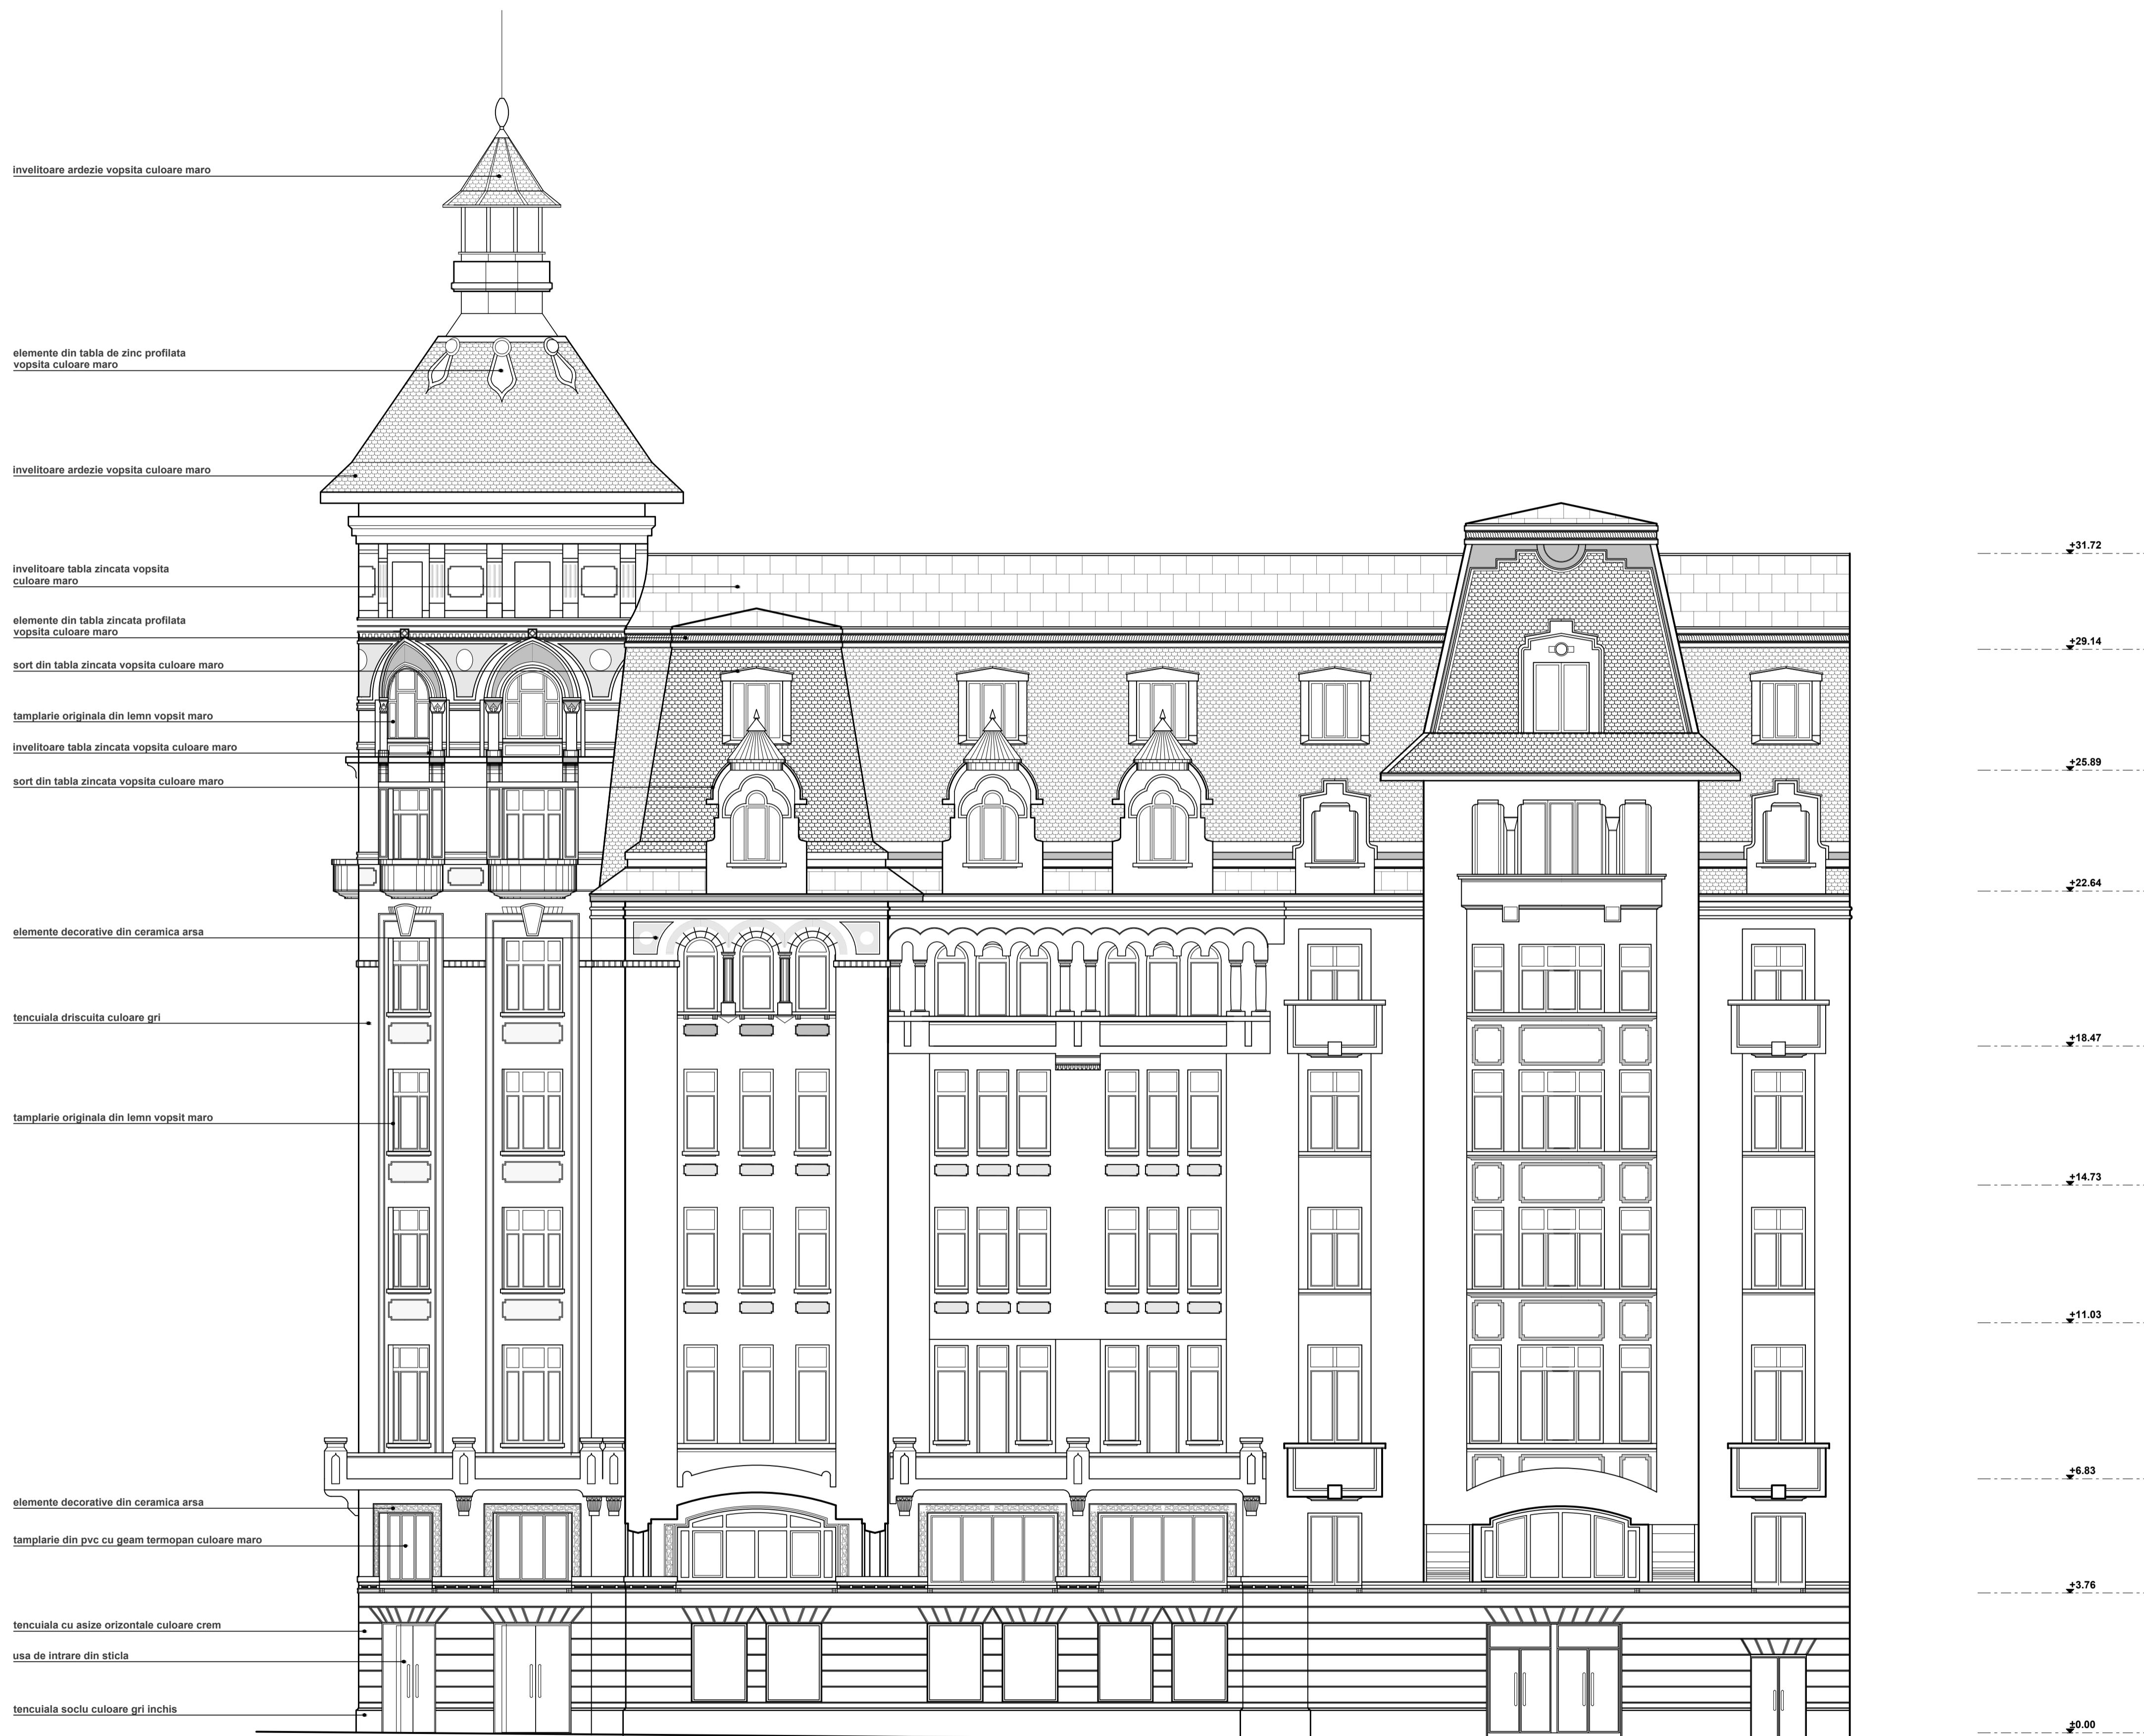 invelitoare ardezie vopsita culoare maro
elemente din tabla de zinc profilata
vopsita culoare maro
invelitoare ardezie vopsita culoare maro
invelitoare tabla zincata vopsita
culoare maro
elemente din tabla zincata profilata
vopsita culoare maro
sort din tabla zincata vopsita culoare maro
tamplarie originala din lemn vopsit maro
invelitoare tabla zincata vopsita culoare maro
sort din tabla zincata vopsita culoare maro
elemente decorative din ceramica arsa
tencuiala driscuita culoare gri
tamplarie originala din lemn vopsit maro
elemente decorative din ceramica arsa
tamplarie din pvc cu geam termopan culoare maro
tencuiala cu asize orizontale culoare crem
usa de intrare din sticla
tencuiala soclu culoare gri inchis
+31.72
+29.14
+25.89
+22.64
+18.47
+14.73
+11.03
+6.83
+3.76
±0.00